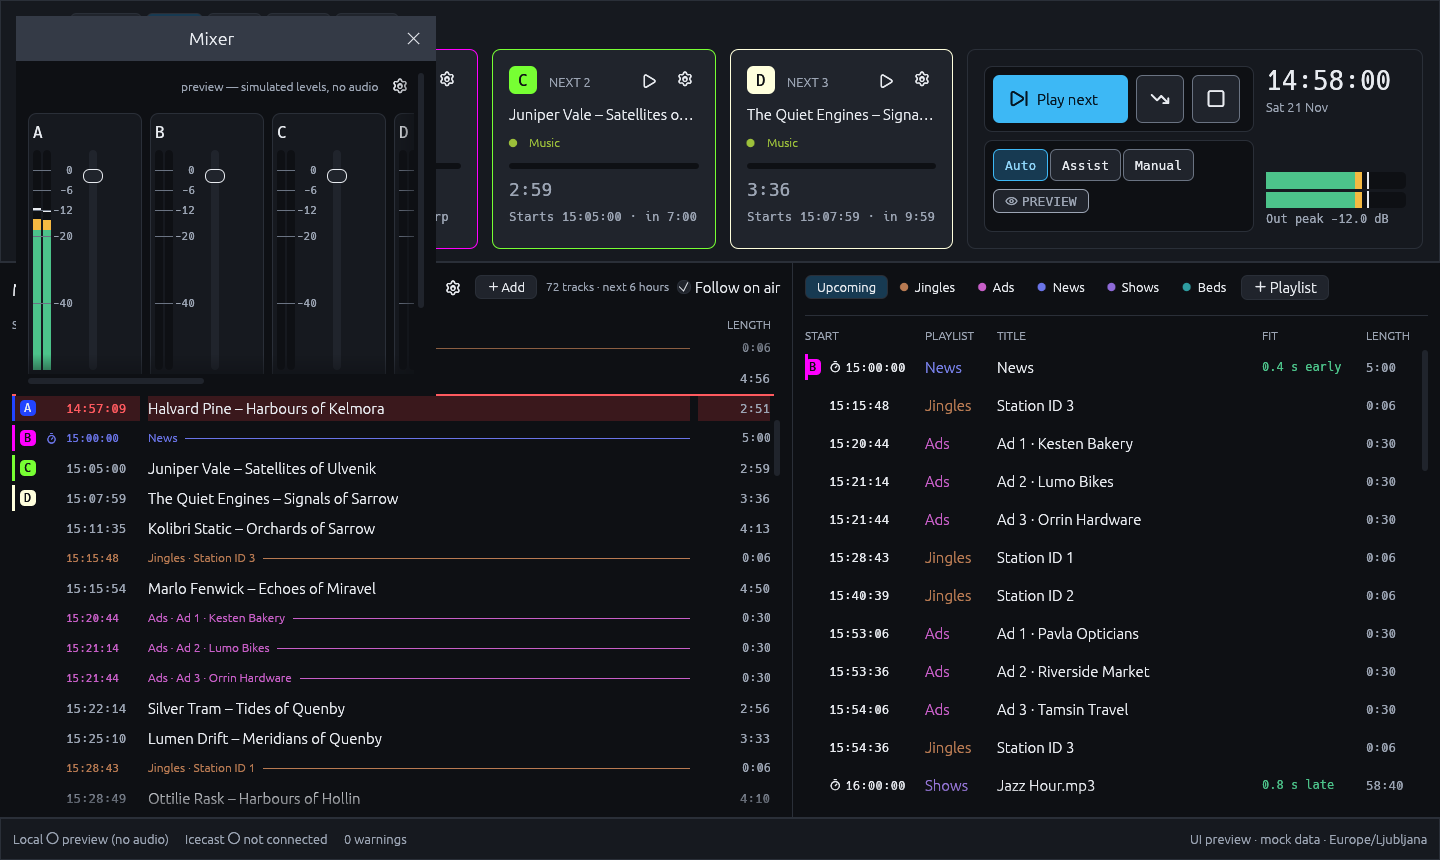 Mixer
preview — simulated levels, no audio
A B C D
0 0 0
-6 -6 -6
-12 -12 -12
-20 -20 -20
-40 -40 -40
rp
C NEXT 2
Juniper Vale – Satellites o…
Music
2:59
Starts 15:05:00 · in 7:00
D NEXT 3
The Quiet Engines – Signa…
Music
3:36
Starts 15:07:59 · in 9:59
Play next
14:58:00
Sat 21 Nov
Auto Assist Manual
PREVIEW
Out peak -12.0 dB
+ Add 72 tracks · next 6 hours Follow on air
LENGTH
0:06
4:56
A 14:57:09 Halvard Pine – Harbours of Kelmora 2:51
B 15:00:00 News 5:00
C 15:05:00 Juniper Vale – Satellites of Ulvenik 2:59
D 15:07:59 The Quiet Engines – Signals of Sarrow 3:36
15:11:35 Kolibri Static – Orchards of Sarrow 4:13
15:15:48 Jingles · Station ID 3 0:06
15:15:54 Marlo Fenwick – Echoes of Miravel 4:50
15:20:44 Ads · Ad 1 · Kesten Bakery 0:30
15:21:14 Ads · Ad 2 · Lumo Bikes 0:30
15:21:44 Ads · Ad 3 · Orrin Hardware 0:30
15:22:14 Silver Tram – Tides of Quenby 2:56
15:25:10 Lumen Drift – Meridians of Quenby 3:33
15:28:43 Jingles · Station ID 1 0:06
15:28:49 Ottilie Rask – Harbours of Hollin 4:10
Upcoming Jingles Ads News Shows Beds + Playlist
START PLAYLIST TITLE FIT LENGTH
B 15:00:00 News News 0.4 s early 5:00
15:15:48 Jingles Station ID 3 0:06
15:20:44 Ads Ad 1 · Kesten Bakery 0:30
15:21:14 Ads Ad 2 · Lumo Bikes 0:30
15:21:44 Ads Ad 3 · Orrin Hardware 0:30
15:28:43 Jingles Station ID 1 0:06
15:40:39 Jingles Station ID 2 0:06
15:53:06 Ads Ad 1 · Pavla Opticians 0:30
15:53:36 Ads Ad 2 · Riverside Market 0:30
15:54:06 Ads Ad 3 · Tamsin Travel 0:30
15:54:36 Jingles Station ID 3 0:06
16:00:00 Shows Jazz Hour.mp3 0.8 s late 58:40
Local preview (no audio) Icecast not connected 0 warnings
UI preview · mock data · Europe/Ljubljana